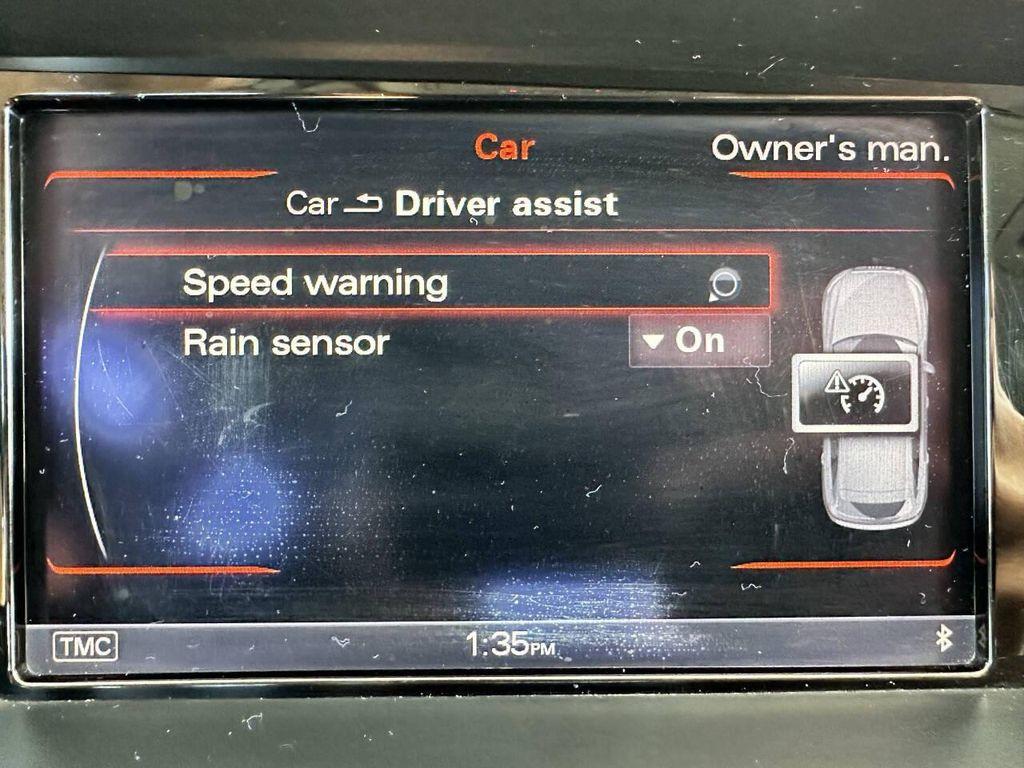 Car Owner's man.
Car Driver assist
Speed warning
Rain sensor On
TMC 1:35PM